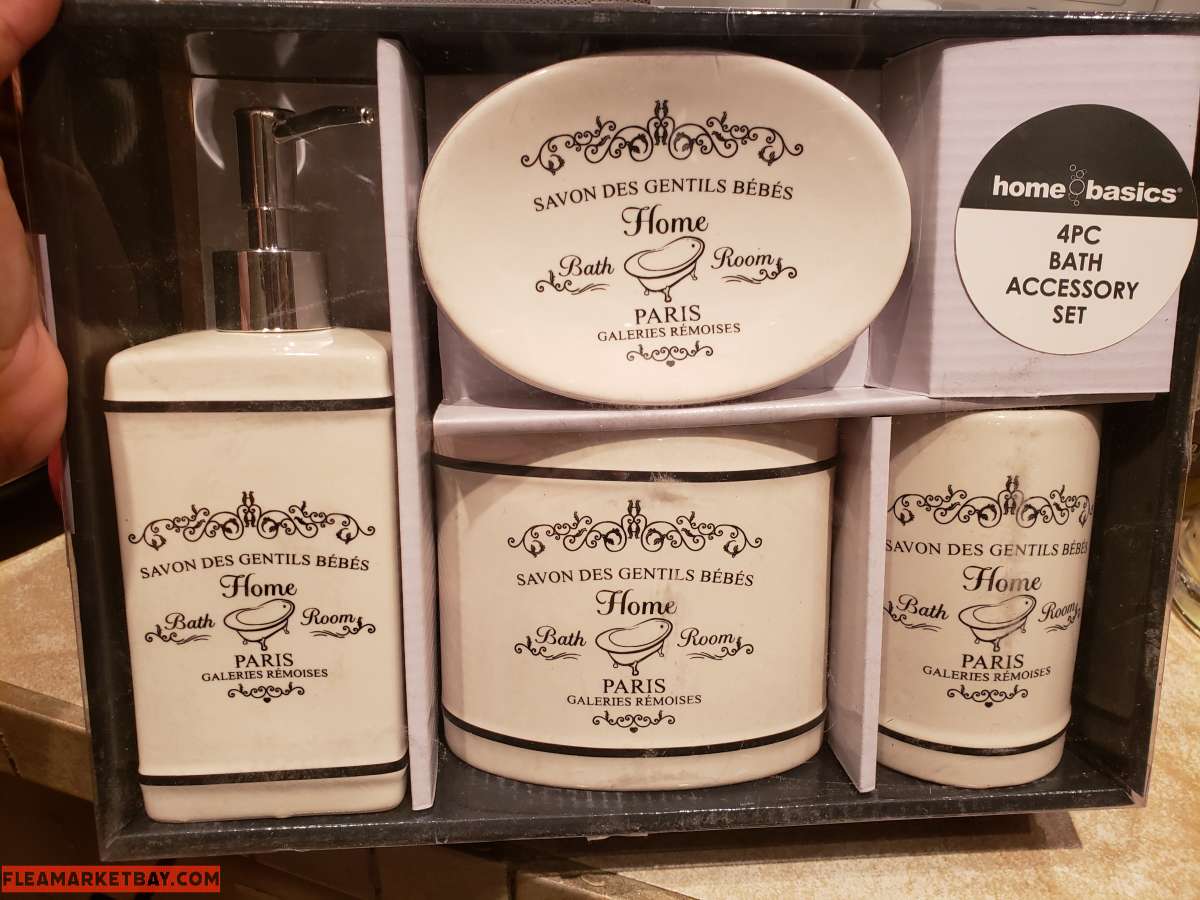 SAVON DES GENTILS BÉBÉS
Home
Bath Room
PARIS
GALERIES RÉMOISES
home basics®
4PC
BATH
ACCESSORY
SET
SAVON DES GENTILS BÉBÉS
Home
Bath Room
PARIS
GALERIES RÉMOISES
SAVON DES GENTILS BÉBÉS
Home
Bath Room
PARIS
GALERIES RÉMOISES
SAVON DES GENTILS BÉBÉS
Home
Bath Room
PARIS
GALERIES RÉMOISES
FLEAMARKETBAY.COM